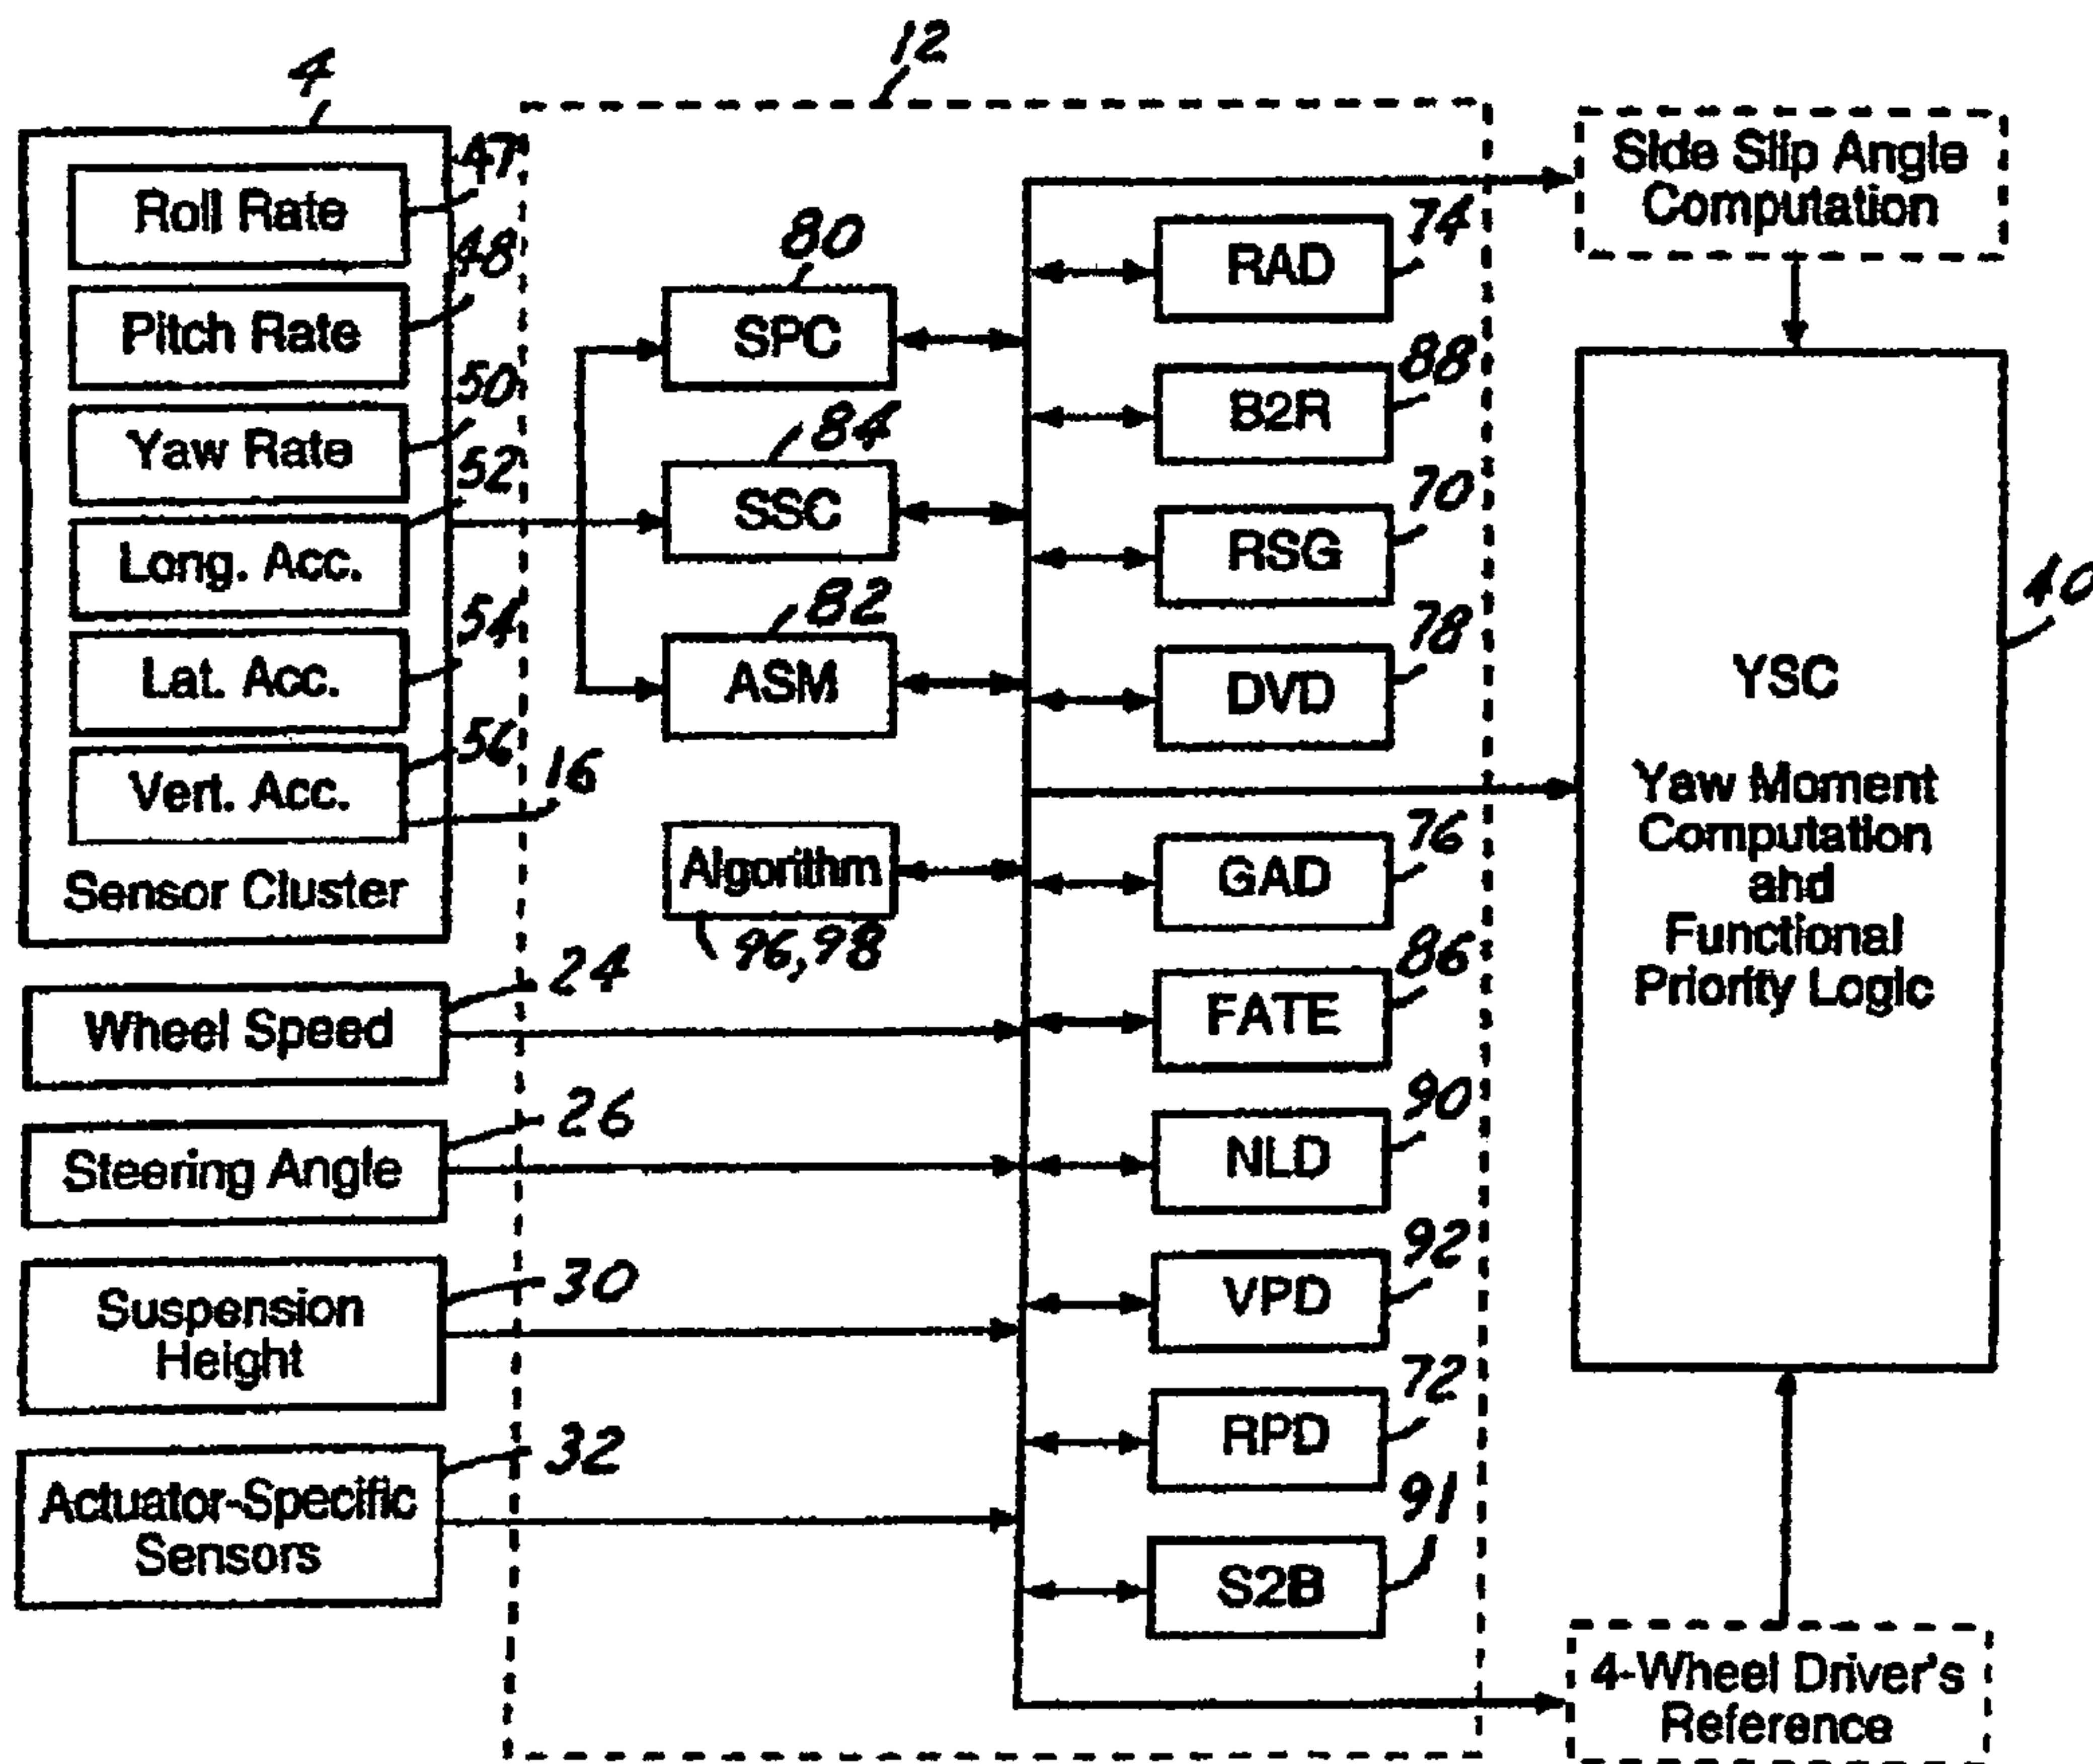 4
12
47
Roll Rate
48
Pitch Rate
50
Yaw Rate
52
Long. Acc.
54
Lat. Acc.
56
16
Vert. Acc.
Sensor Cluster
24
Wheel Speed
26
Steering Angle
30
Suspension
Height
32
Actuator-Specific
Sensors
80
SPC
84
SSC
82
ASM
Algorithm
96,98
74
RAD
88
B2R
70
RSG
78
DVD
76
GAD
86
FATE
90
NLD
92
VPD
72
RPD
91
S2B
Side Slip Angle
Computation
40
YSC
Yaw Moment
Computation
ahd
Functional
Priority Logic
4-Wheel Driver's
Reference